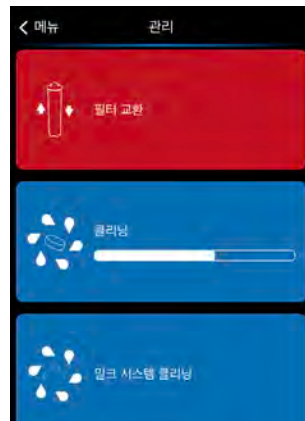 메뉴
관리
필터 교환
클리닝
밀크 시스템 클리닝